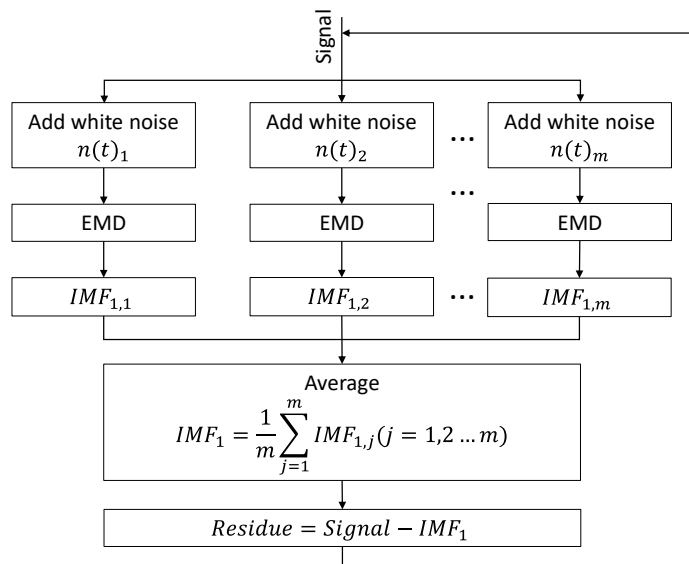 Signal
Add white noise Add white noise ... Add white noise
n(t)₁ n(t)₂ n(t)ₘ
...
EMD EMD EMD
IMF₁,₁ IMF₁,₂ ... IMF₁,ₘ
Average
IMF₁ = 1/m ∑_{j=1}^{m} IMF₁,ⱼ(j = 1,2 … m)
Residue = Signal − IMF₁